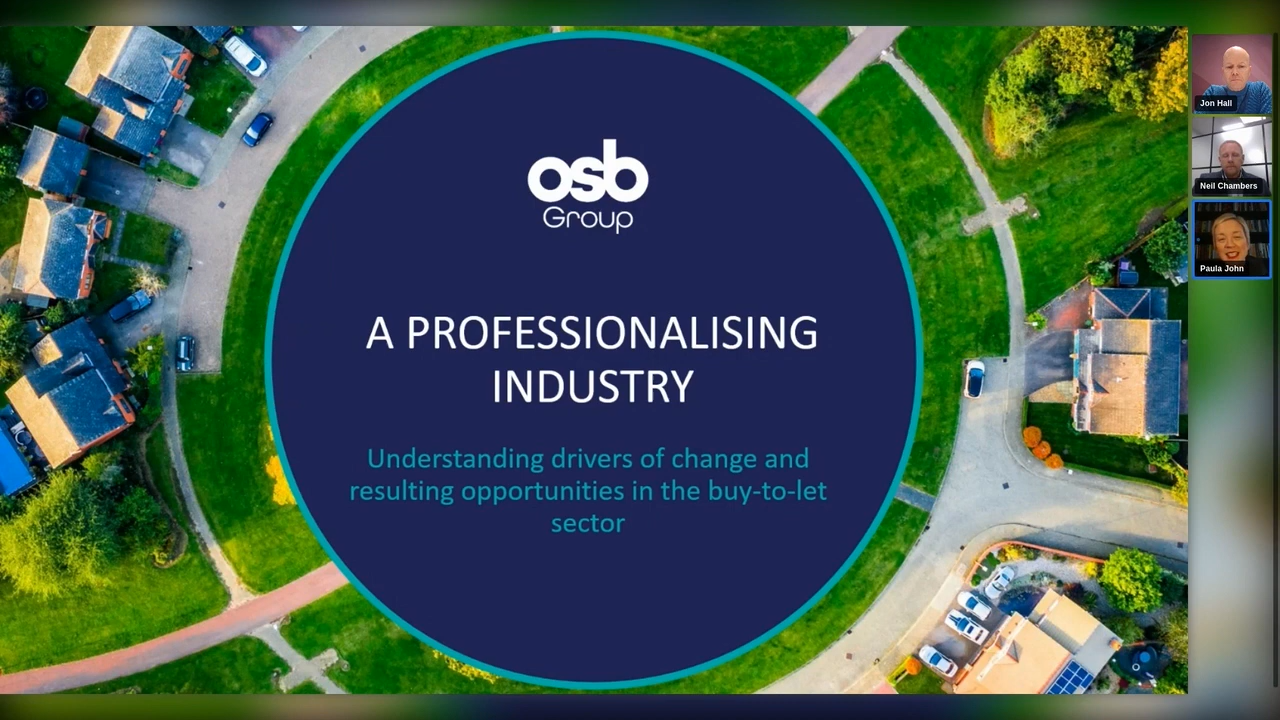 osb
Group
A PROFESSIONALISING
INDUSTRY
Understanding drivers of change and
resulting opportunities in the buy-to-let
sector
Jon Hall
Neil Chambers
Paula John